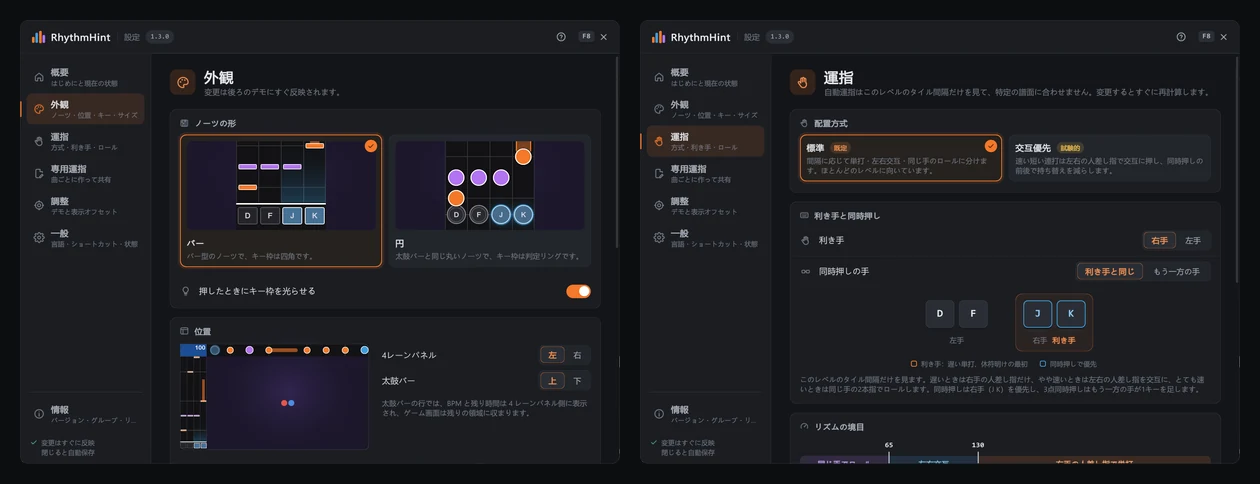 RhythmHint 設定 1.3.0 F8
概要
はじめにと現在の状態
外観
ノーツ・位置・キー・サイズ
運指
方式・利き手・ロール
専用運指
曲ごとに作って共有
調整
デモと表示オフセット
一般
言語・ショートカット・状態
情報
バージョン・グループ・リ...
変更はすぐに反映
閉じると自動保存
外観
変更は後ろのデモにすぐ反映されます。
ノーツの形
D F J K
バー
バー型のノーツで、キー枠は四角です。
D F J K
円
太鼓バーと同じ丸いノーツで、キー枠は判定リングです。
押したときにキー枠を光らせる
位置
100
4レーンパネル 左 右
太鼓バー 上 下
太鼓バーの行では、BPM と残り時間は 4 レーンパネル側に表示
され、ゲーム画面は残りの領域に収まります。
RhythmHint 設定 1.3.0 F8
概要
はじめにと現在の状態
外観
ノーツ・位置・キー・サイズ
運指
方式・利き手・ロール
専用運指
曲ごとに作って共有
調整
デモと表示オフセット
一般
言語・ショートカット・状態
情報
バージョン・グループ・リ...
変更はすぐに反映
閉じると自動保存
運指
自動運指はこのレベルのタイル間隔だけを見て、特定の譜面に合わせません。変更するとすぐに再計算します。
配置方式
標準 既定
間隔に応じて単打・左右交互・同じ手のロールに分けま
す。ほとんどのレベルに向いています。
交互優先 試験的
速い短い連打は左右の人差し指で交互に押し、同時押しの
前後で持ち替えを減らします。
利き手と同時押し
利き手 右手 左手
同時押しの手 利き手と同じ もう一方の手
D F
左手
J K
右手 利き手
利き手：遅い単打、休符明けの最初 同時押しで優先
このレベルのタイル間隔だけを見ます。遅いときは右手の人差し指だけ、やや速いときは左右の人差し指を交互に、とても速
いときは同じ手の2本指でロールします。同時押しは右手（J K）を優先し、3点同時押しはもう一方の手が1キーを足します。
リズムの境目
65 130